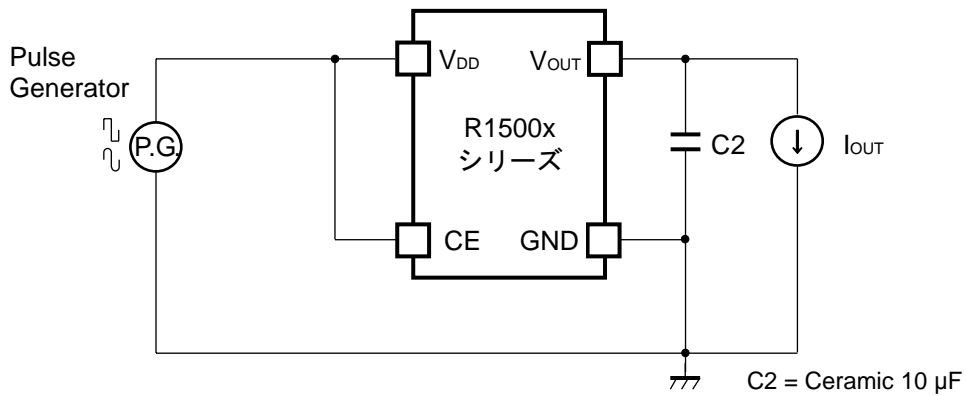 Pulse
Generator
P.G.
VDD
VOUT
R1500x
シリーズ
CE
GND
C2
IOUT
C2 = Ceramic 10 µF